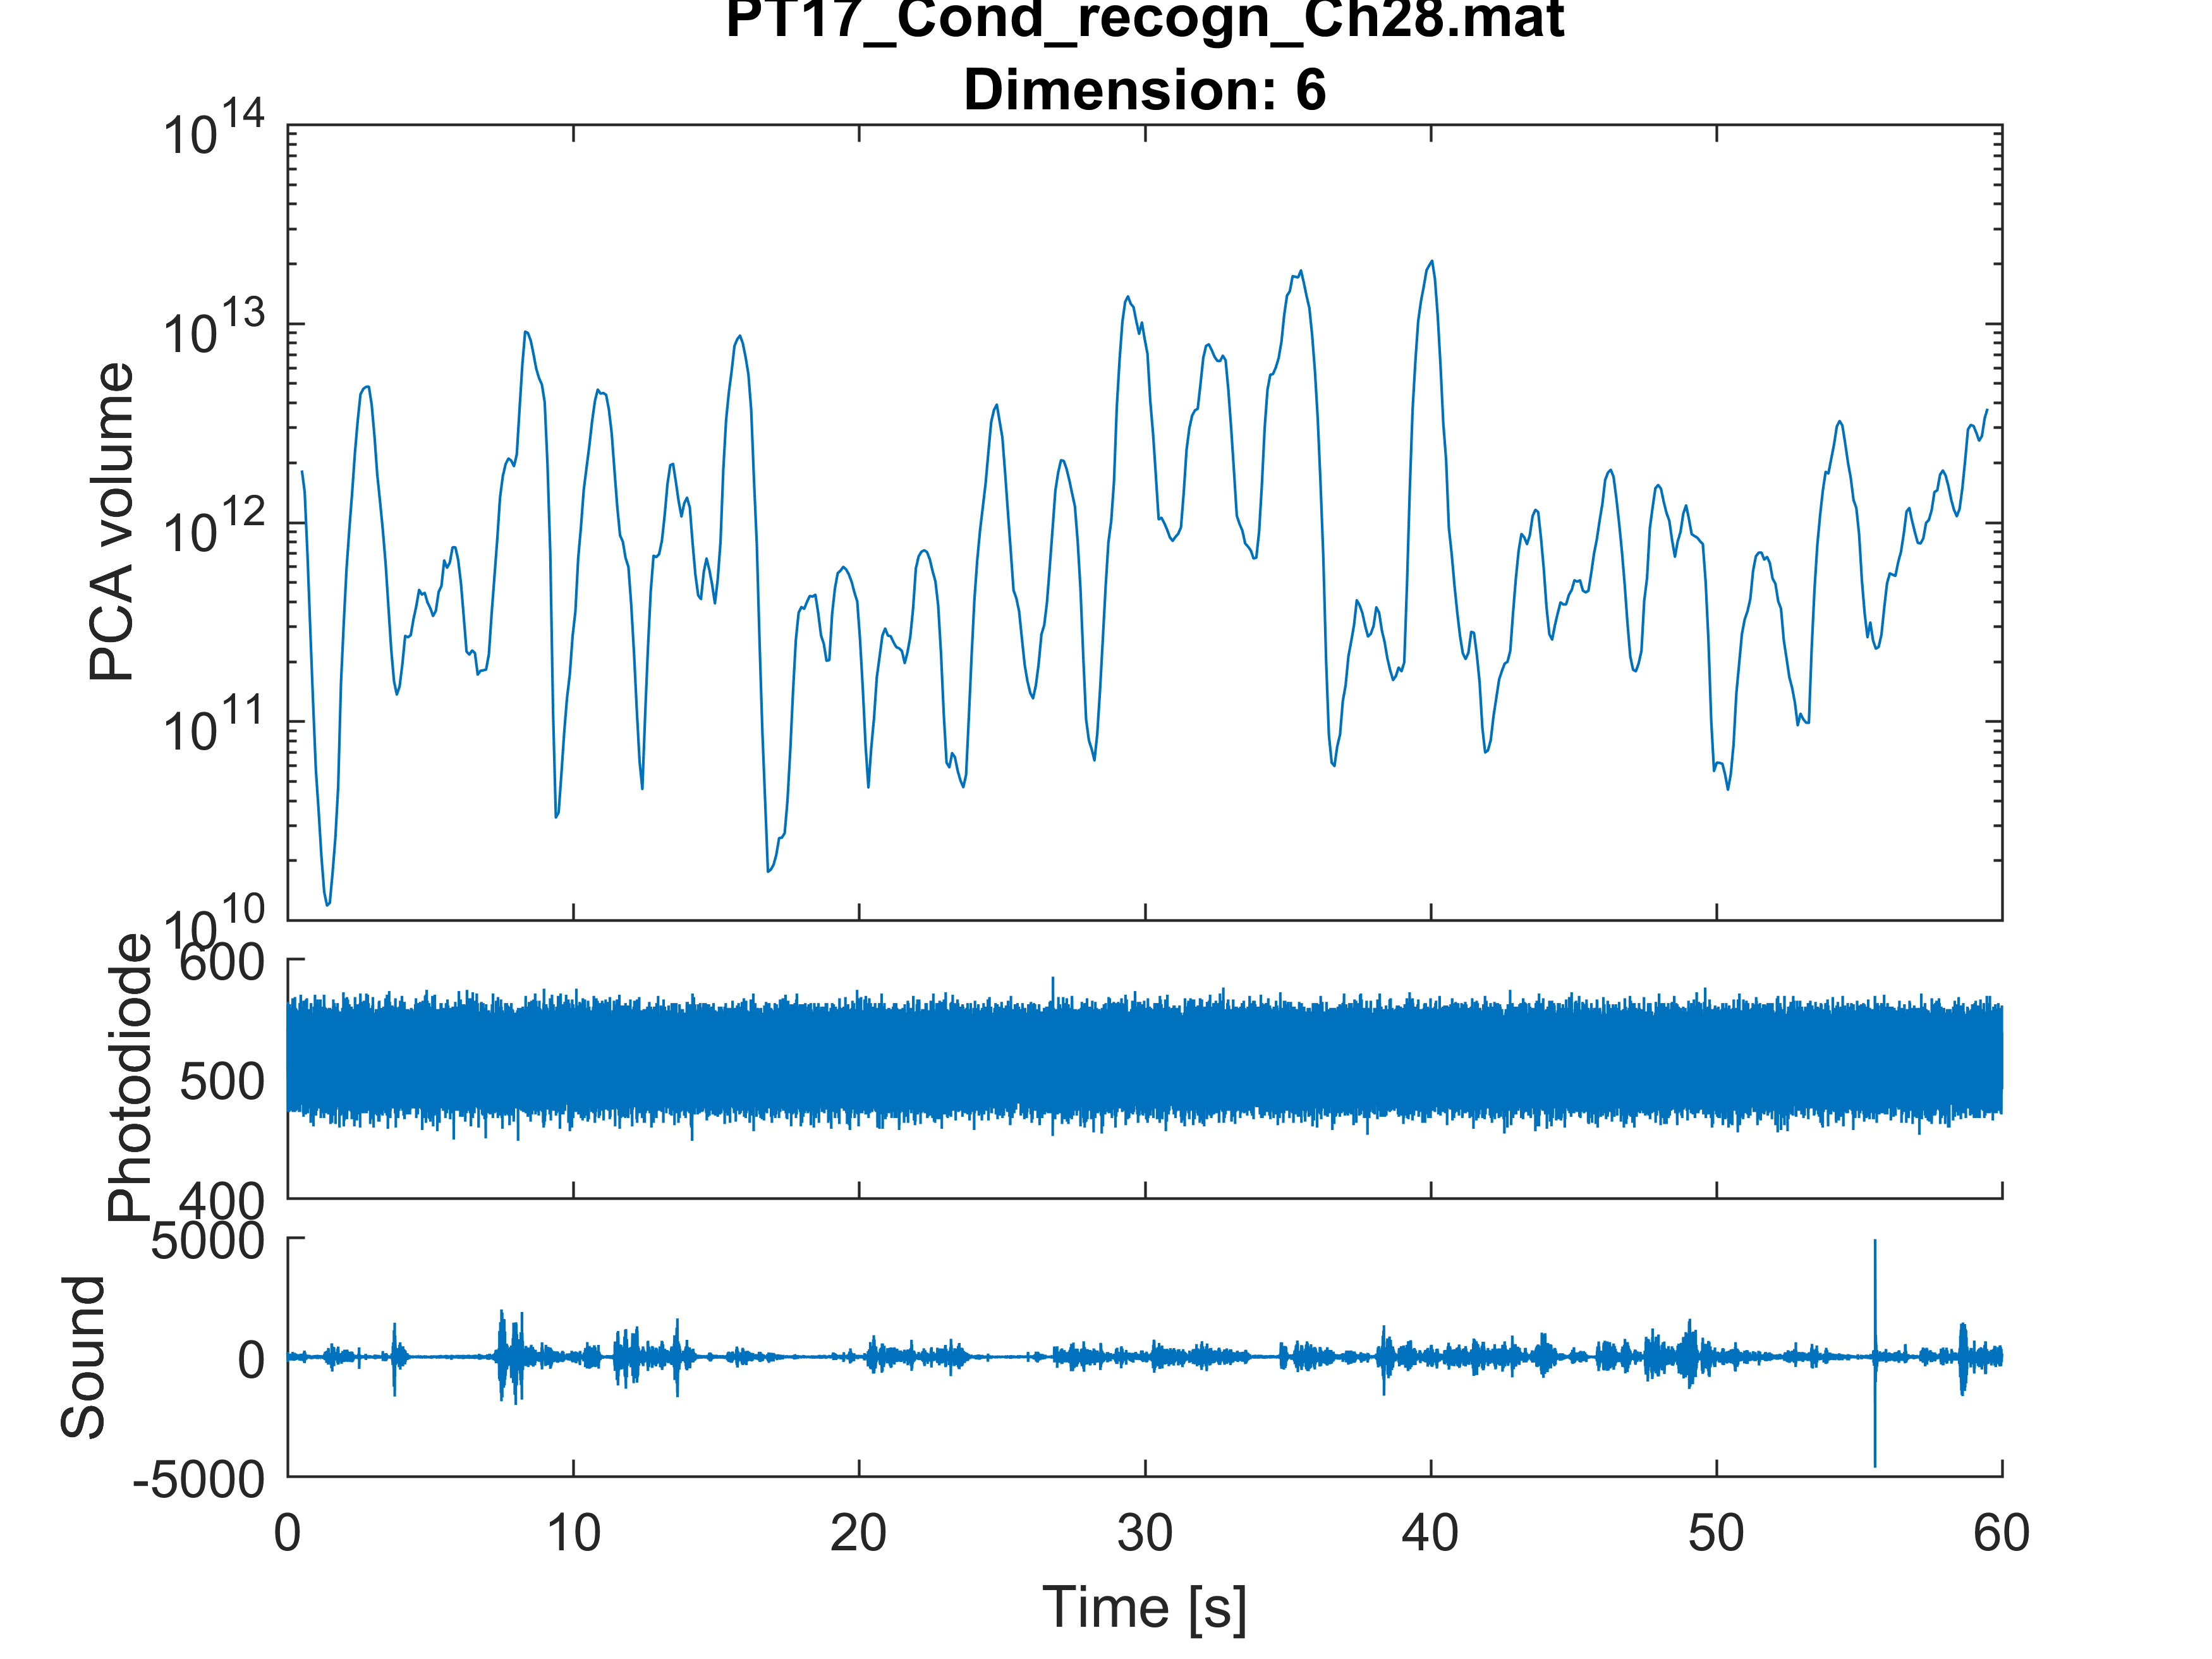 PT17_Cond_recogn_Ch28.mat
Dimension: 6
10^14
10^13
10^12
10^11
10^10
PCA volume
600
500
400
Photodiode
5000
0
-5000
Sound
0 10 20 30 40 50 60
Time [s]